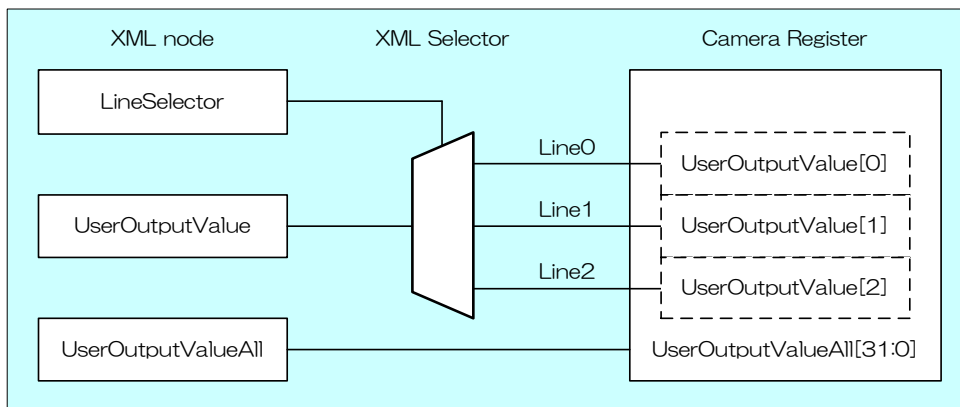 XML node
XML Selector
Camera Register
LineSelector
Line0
UserOutputValue[0]
UserOutputValue
Line1
UserOutputValue[1]
Line2
UserOutputValue[2]
UserOutputValueAll
UserOutputValueAll[31:0]